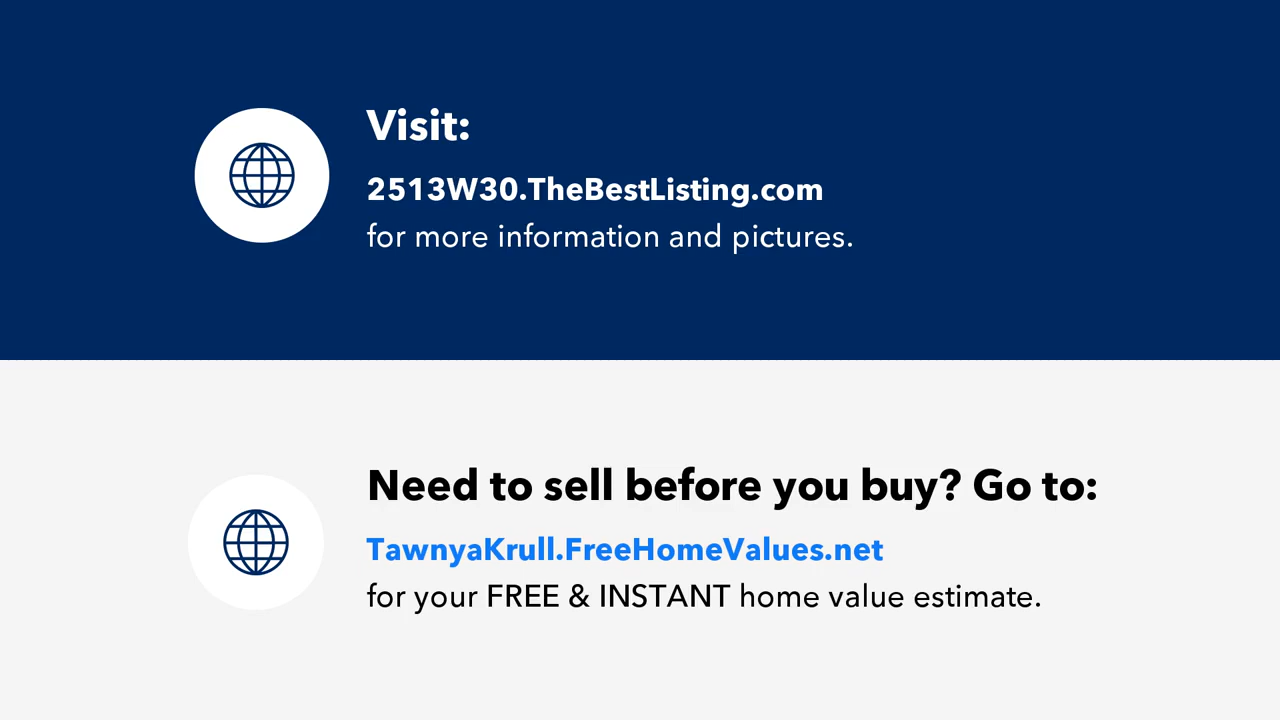 Visit:
2513W30.TheBestListing.com
for more information and pictures.
Need to sell before you buy? Go to:
TawnyaKrull.FreeHomeValues.net
for your FREE & INSTANT home value estimate.